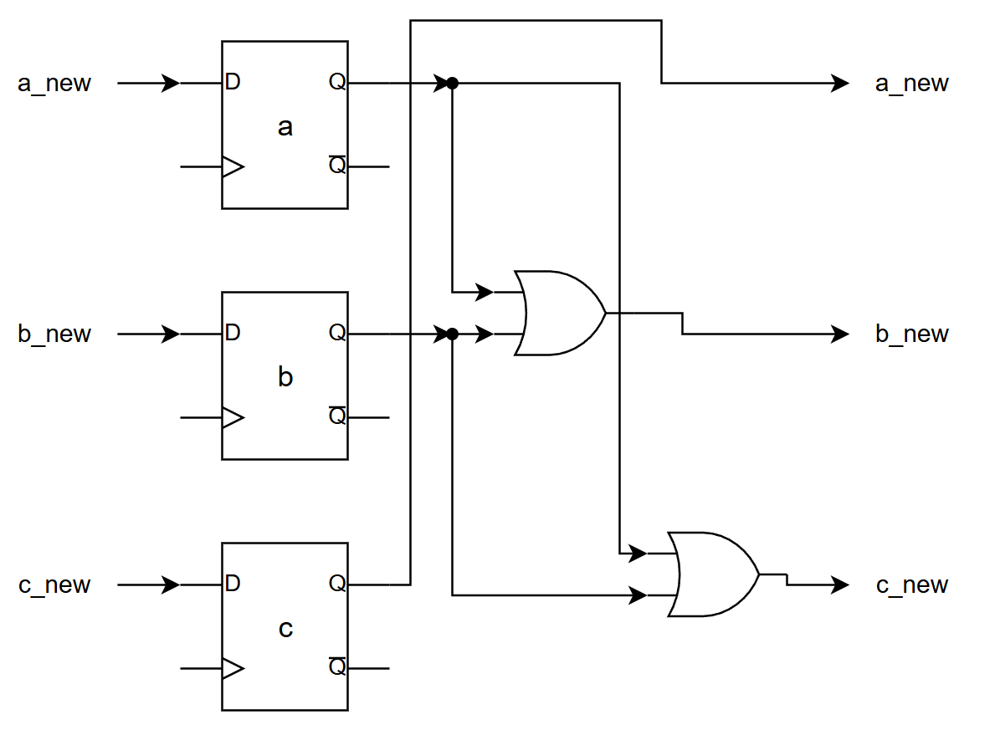 a_new D Q a_new
a
Q̅
b_new D Q b_new
b
Q̅
c_new D Q c_new
c
Q̅